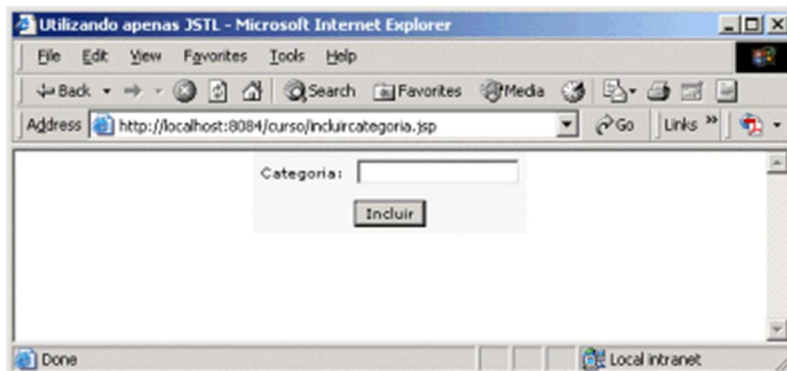 Utilizando apenas JSTL - Microsoft Internet Explorer
File Edit View Favorites Tools Help
Back Search Favorites Media
Address http://localhost:8084/curso/incluircategoria.jsp Go Links »
Categoria:
Incluir
Done Local intranet